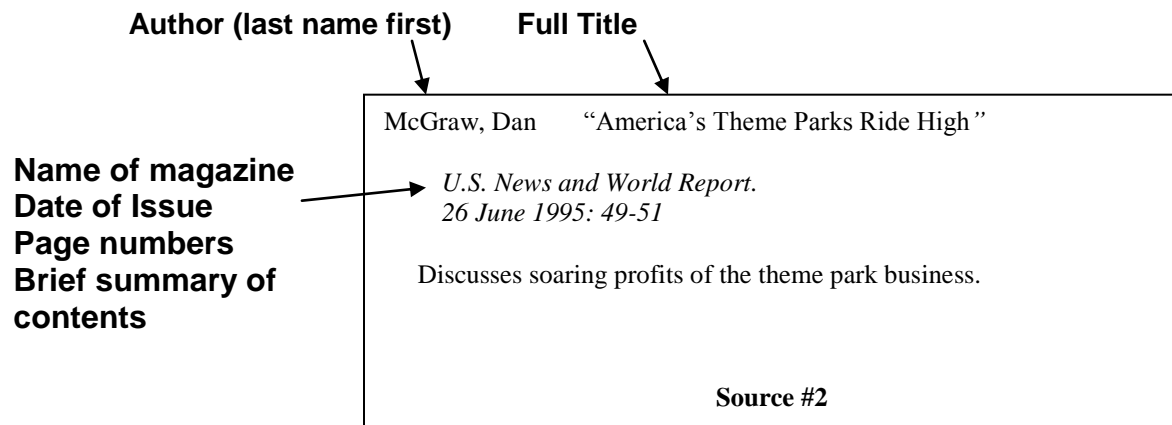 Author (last name first) Full Title
McGraw, Dan “America’s Theme Parks Ride High”
Name of magazine
Date of Issue
Page numbers
Brief summary of
contents
U.S. News and World Report.
26 June 1995: 49-51
Discusses soaring profits of the theme park business.
Source #2